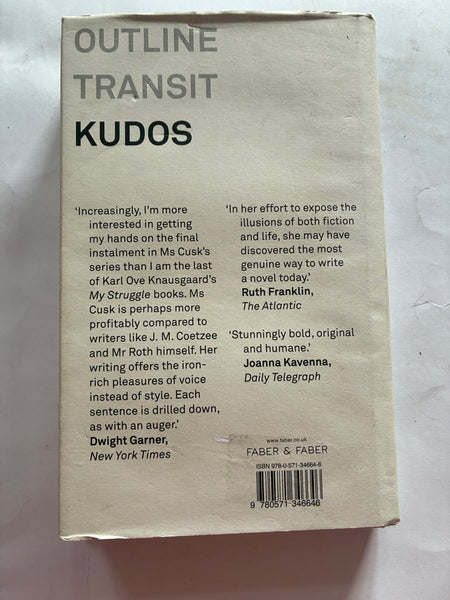 OUTLINE
TRANSIT
KUDOS
‘Increasingly, I’m more
interested in getting
my hands on the final
instalment in Ms Cusk’s
series than I am the last
of Karl Ove Knausgaard’s
My Struggle books. Ms
Cusk is perhaps more
profitably compared to
writers like J. M. Coetzee
and Mr Roth himself. Her
writing offers the iron-
rich pleasures of voice
instead of style. Each
sentence is drilled down,
as with an auger.’
Dwight Garner,
New York Times
‘In her effort to expose the
illusions of both fiction
and life, she may have
discovered the most
genuine way to write
a novel today.’
Ruth Franklin,
The Atlantic
‘Stunningly bold, original
and humane.’
Joanna Kavenna,
Daily Telegraph
www.faber.co.uk
FABER & FABER
ISBN 978-0-571-34664-6
9 780571 346646